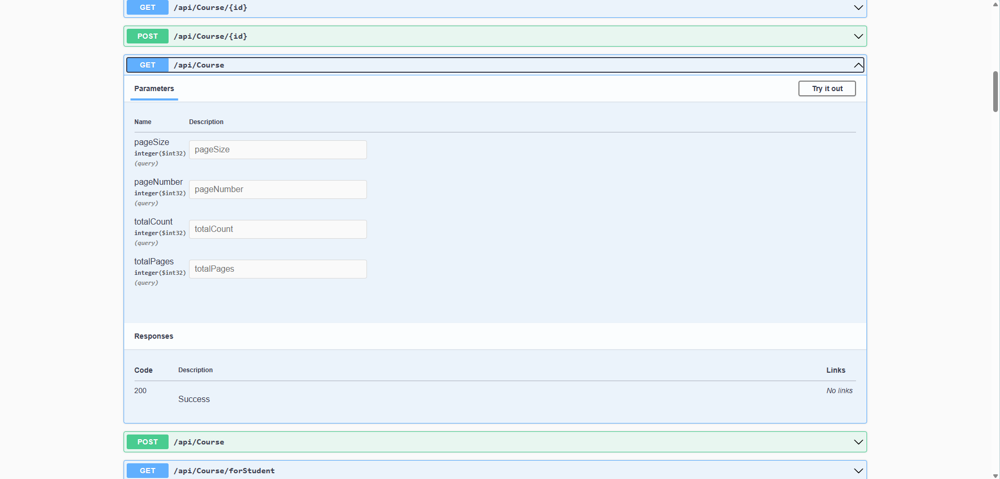 GET /api/Course/{id}
POST /api/Course/{id}
GET /api/Course
Parameters Try it out
Name Description
pageSize
integer($int32)
(query)
pageSize
pageNumber
integer($int32)
(query)
pageNumber
totalCount
integer($int32)
(query)
totalCount
totalPages
integer($int32)
(query)
totalPages
Responses
Code Description Links
200 No links
Success
POST /api/Course
GET /api/Course/forStudent